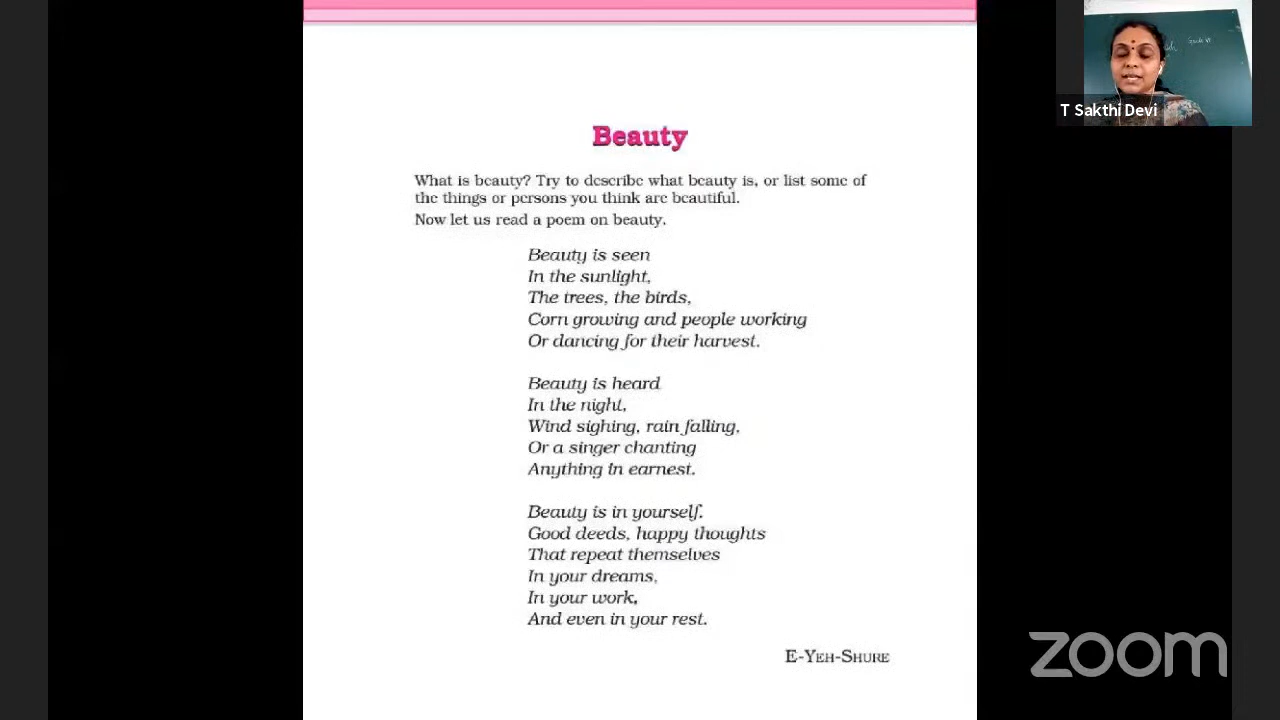 Beauty
What is beauty? Try to describe what beauty is, or list some of
the things or persons you think are beautiful.
Now let us read a poem on beauty.
Beauty is seen
In the sunlight,
The trees, the birds,
Corn growing and people working
Or dancing for their harvest.
Beauty is heard
In the night,
Wind sighing, rain falling,
Or a singer chanting
Anything in earnest.
Beauty is in yourself.
Good deeds, happy thoughts
That repeat themselves
In your dreams,
In your work,
And even in your rest.
E-YEH-SHURE
T Sakthi Devi
zoom